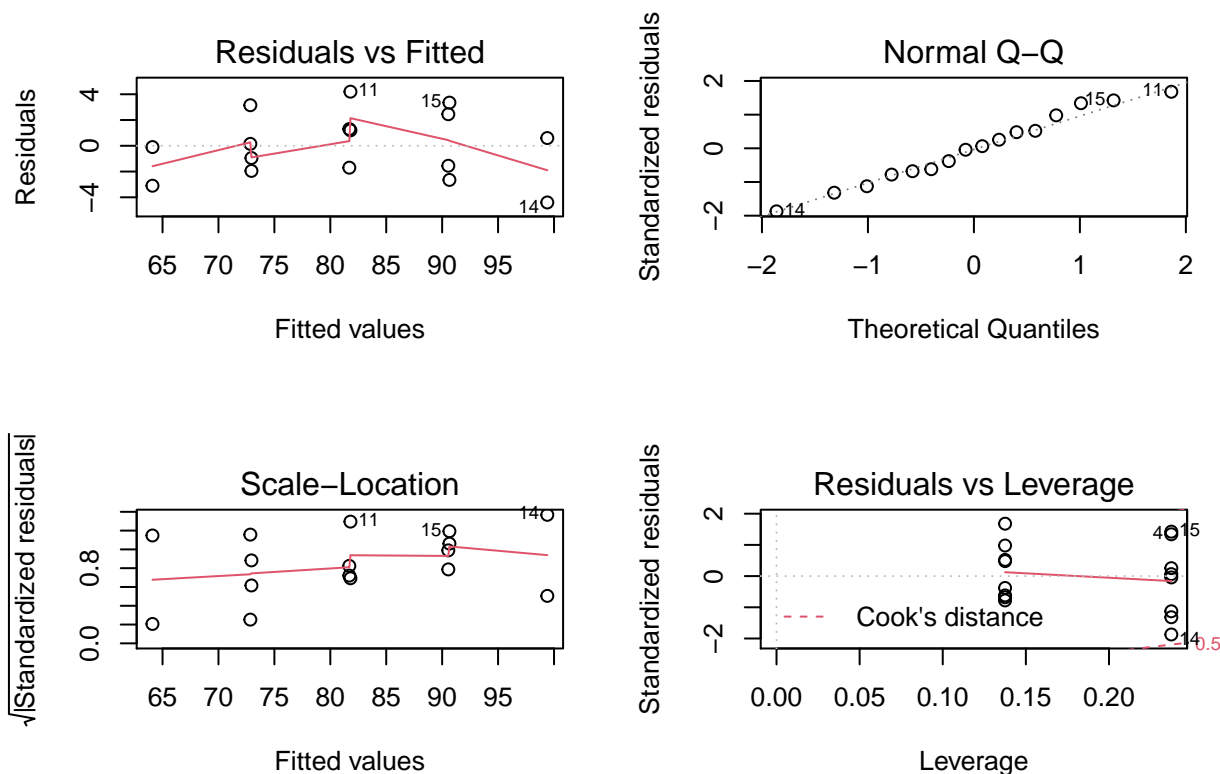 Residuals vs Fitted
Residuals
4
0
−4
11
15
14
65 70 75 80 85 90 95
Fitted values
Normal Q−Q
Standardized residuals
2
0
−2
14
15
11
−2 −1 0 1 2
Theoretical Quantiles
Scale−Location
√|Standardized residuals|
0.8
0.0
11
15
14
65 70 75 80 85 90 95
Fitted values
Residuals vs Leverage
Standardized residuals
2
0
−2
4
15
14
Cook's distance
0.5
0.00 0.05 0.10 0.15 0.20
Leverage